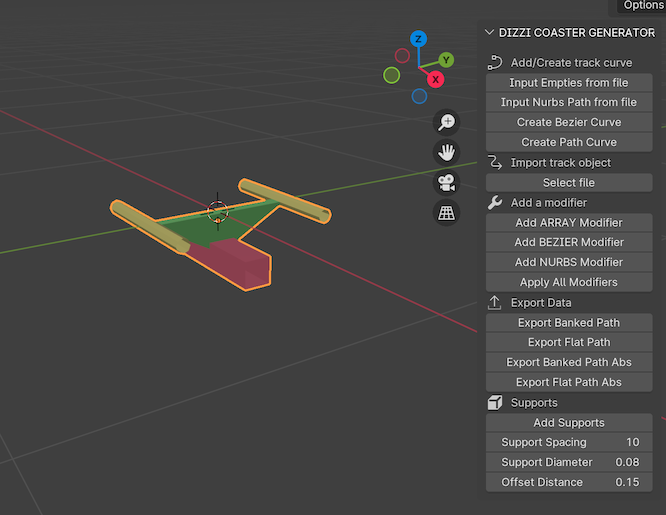 Options
DIZZI COASTER GENERATOR
Z
Y
X
Add/Create track curve
Input Empties from file
Input Nurbs Path from file
Create Bezier Curve
Create Path Curve
Import track object
Select file
Add a modifier
Add ARRAY Modifier
Add BEZIER Modifier
Add NURBS Modifier
Apply All Modifiers
Export Data
Export Banked Path
Export Flat Path
Export Banked Path Abs
Export Flat Path Abs
Supports
Add Supports
Support Spacing 10
Support Diameter 0.08
Offset Distance 0.15